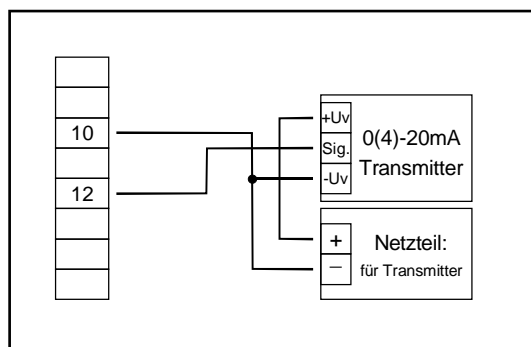 10
12
+Uv
Sig.
-Uv
0(4)-20mA
Transmitter
+
−
Netzteil:
für Transmitter